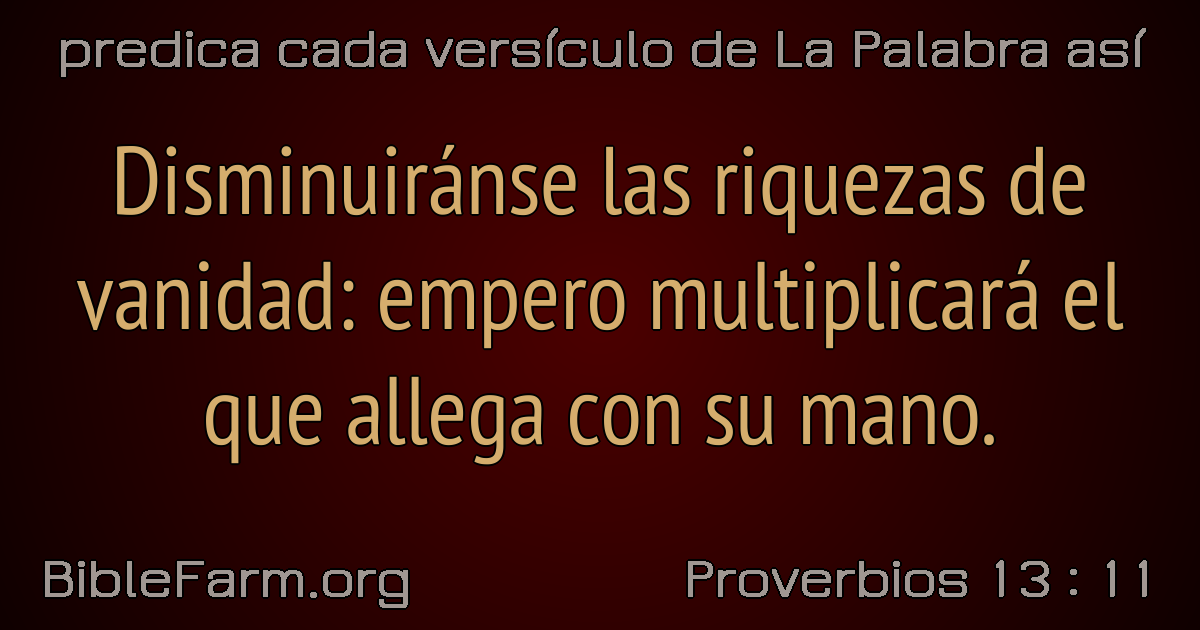 predica cada versículo de La Palabra así
Disminuiránse las riquezas de
vanidad: empero multiplicará el
que allega con su mano.
BibleFarm.org
Proverbios 13 : 11